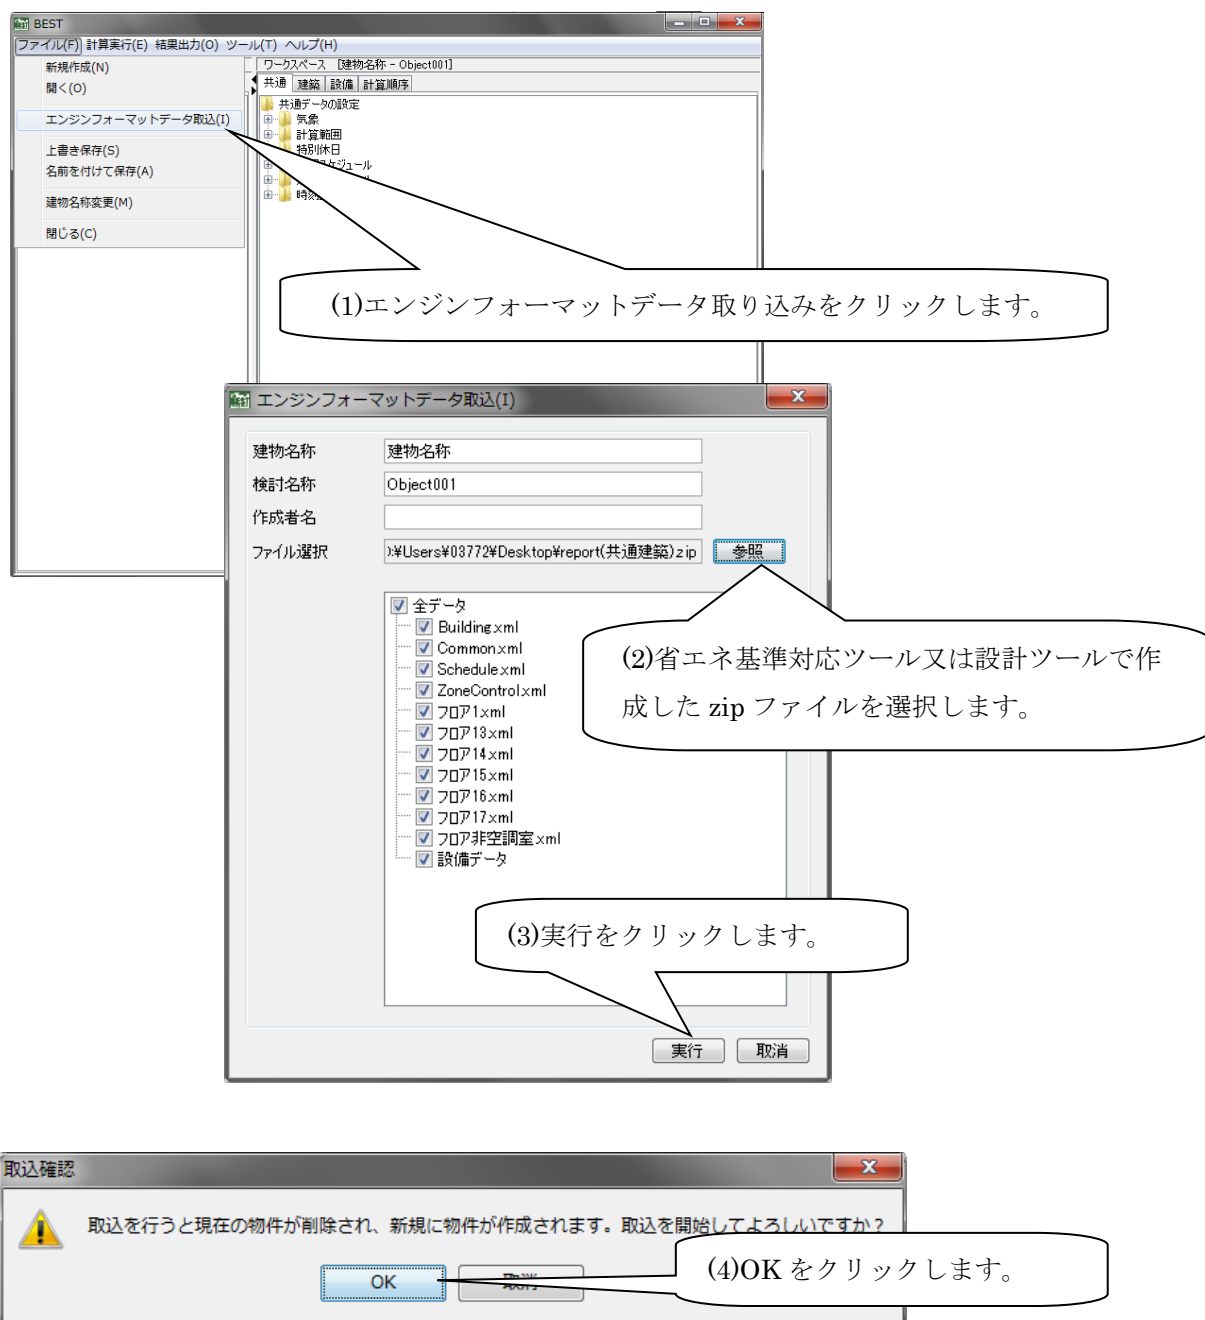 BEST
ファイル(F) 計算実行(E) 結果出力(O) ツール(T) ヘルプ(H)
新規作成(N)
開く(O)
エンジンフォーマットデータ取込(I)
上書き保存(S)
名前を付けて保存(A)
建物名称変更(M)
閉じる(C)
ワークスペース [建物名称 - Object001]
共通 建築 設備 計算順序
共通データの設定
気象
計算範囲
特別休日
スケジュール
時刻
(1)エンジンフォーマットデータ取り込みをクリックします。
エンジンフォーマットデータ取込(I)
建物名称 建物名称
検討名称 Object001
作成者名
ファイル選択 ):¥Users¥03772¥Desktop¥report(共通建築).zip 参照
全データ
Building.xml
Common.xml
Schedule.xml
ZoneControl.xml
フロア1.xml
フロア13.xml
フロア14.xml
フロア15.xml
フロア16.xml
フロア17.xml
フロア非空調室.xml
設備データ
(2)省エネ基準対応ツール又は設計ツールで作
成した zip ファイルを選択します。
(3)実行をクリックします。
実行 取消
取込確認
取込を行うと現在の物件が削除され、新規に物件が作成されます。取込を開始してよろしいですか？
OK 取消
(4)OK をクリックします。